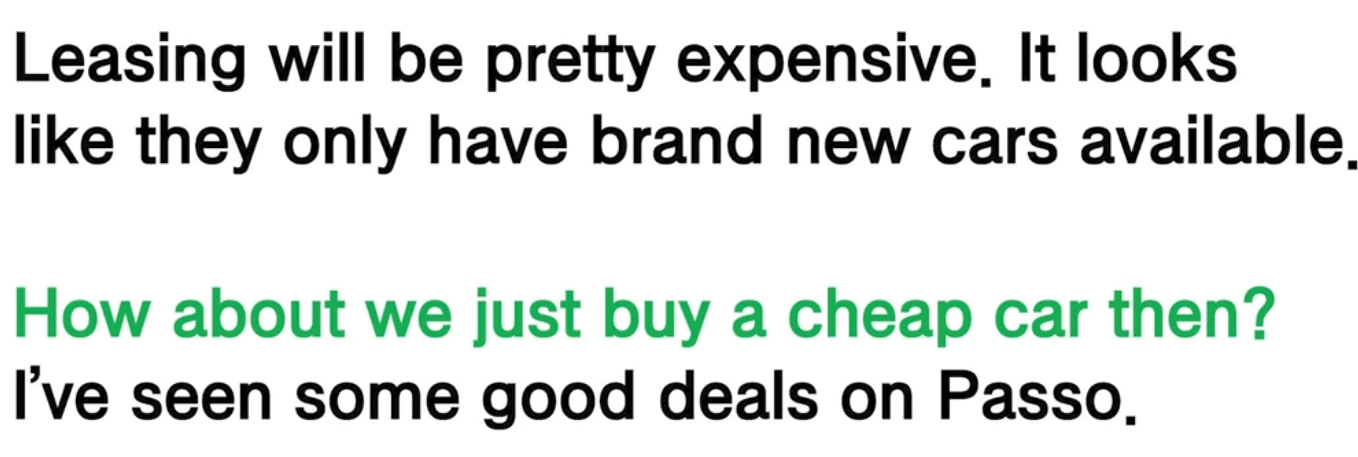 Leasing will be pretty expensive. It looks
like they only have brand new cars available.
How about we just buy a cheap car then?
I’ve seen some good deals on Passo.